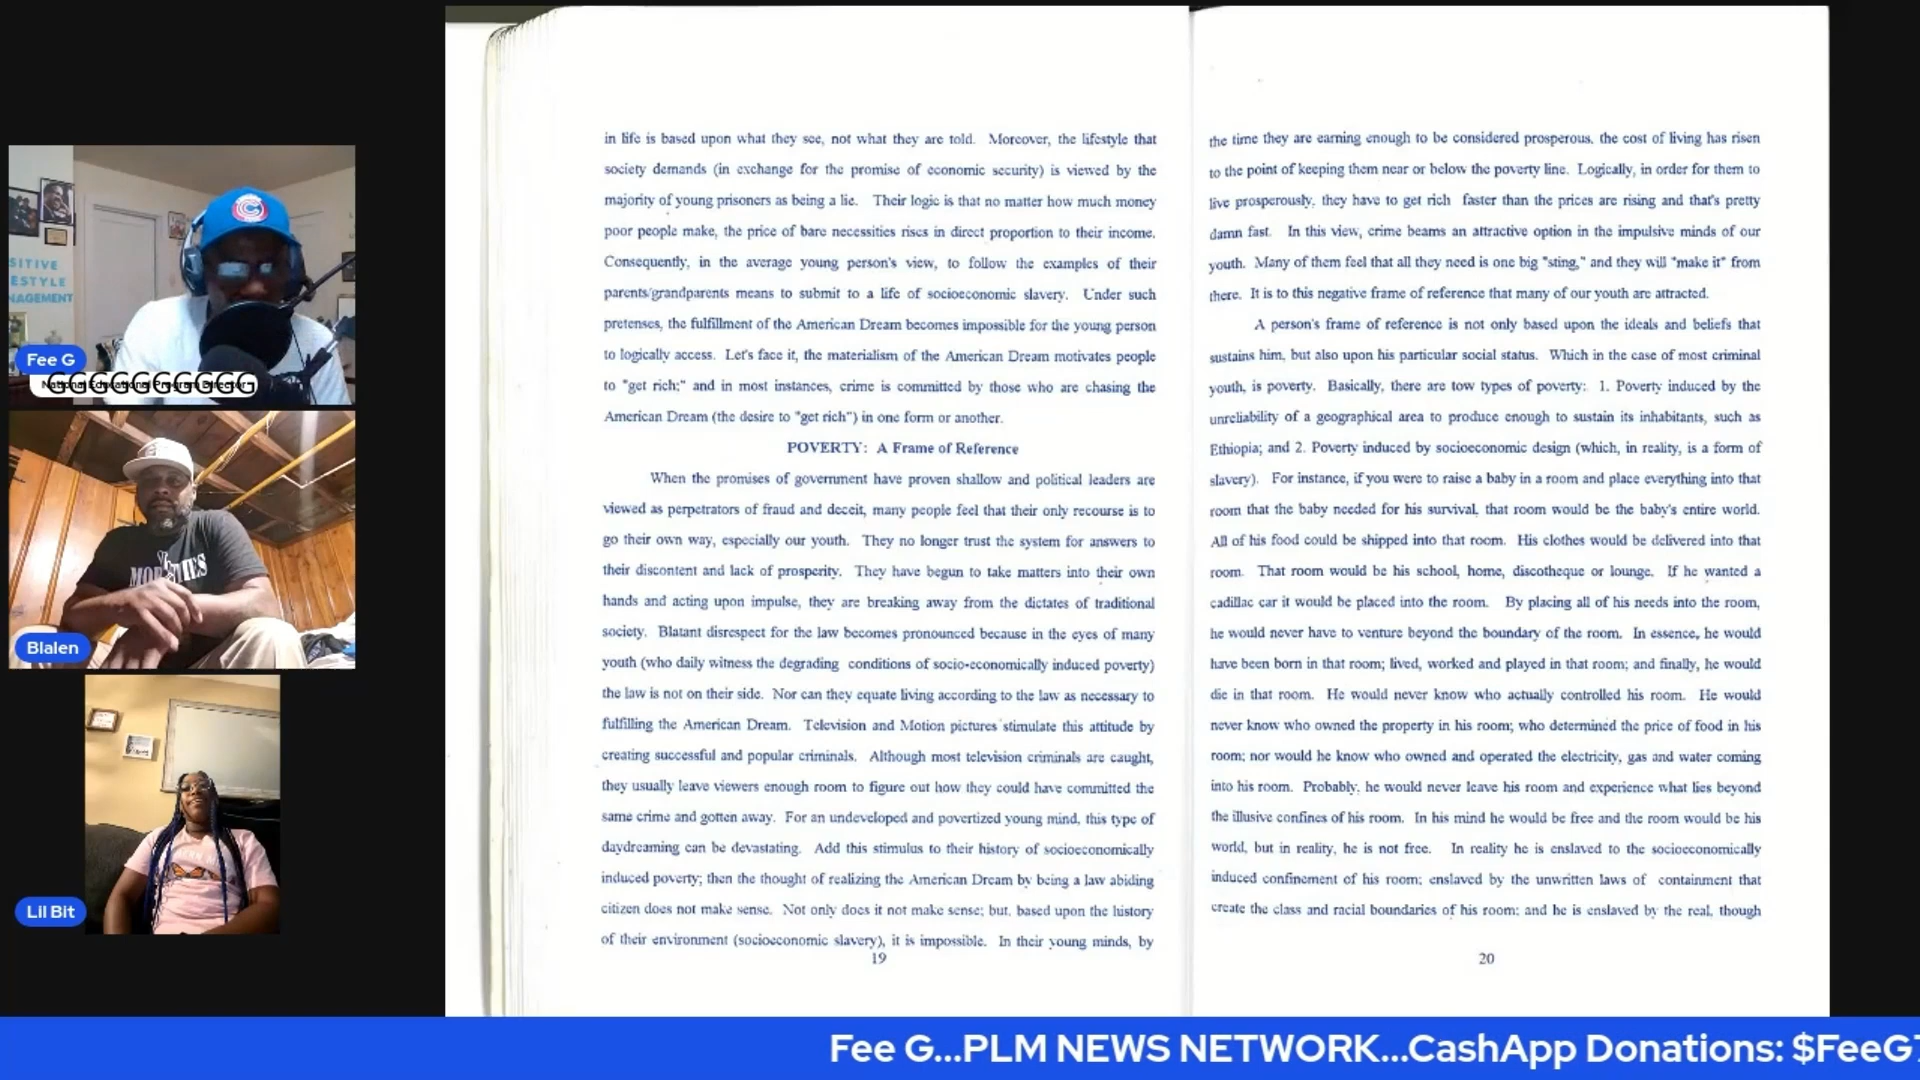 SITIVE
ESTYLE
NAGEMENT
Fee G
National Educational Program Director
GGGGGGGGGG
Blalen
Lil Bit
in life is based upon what they see, not what they are told. Moreover, the lifestyle that
society demands (in exchange for the promise of economic security) is viewed by the
majority of young prisoners as being a lie. Their logic is that no matter how much money
poor people make, the price of bare necessities rises in direct proportion to their income.
Consequently, in the average young person's view, to follow the examples of their
parents/grandparents means to submit to a life of socioeconomic slavery. Under such
pretenses, the fulfillment of the American Dream becomes impossible for the young person
to logically access. Let's face it, the materialism of the American Dream motivates people
to "get rich;" and in most instances, crime is committed by those who are chasing the
American Dream (the desire to "get rich") in one form or another.
POVERTY: A Frame of Reference
When the promises of government have proven shallow and political leaders are
viewed as perpetrators of fraud and deceit, many people feel that their only recourse is to
go their own way, especially our youth. They no longer trust the system for answers to
their discontent and lack of prosperity. They have begun to take matters into their own
hands and acting upon impulse, they are breaking away from the dictates of traditional
society. Blatant disrespect for the law becomes pronounced because in the eyes of many
youth (who daily witness the degrading conditions of socio-economically induced poverty)
the law is not on their side. Nor can they equate living according to the law as necessary to
fulfilling the American Dream. Television and Motion pictures stimulate this attitude by
creating successful and popular criminals. Although most television criminals are caught,
they usually leave viewers enough room to figure out how they could have committed the
same crime and gotten away. For an undeveloped and povertized young mind, this type of
daydreaming can be devastating. Add this stimulus to their history of socioeconomically
induced poverty; then the thought of realizing the American Dream by being a law abiding
citizen does not make sense. Not only does it not make sense; but, based upon the history
of their environment (socioeconomic slavery), it is impossible. In their young minds, by
19
the time they are earning enough to be considered prosperous, the cost of living has risen
to the point of keeping them near or below the poverty line. Logically, in order for them to
live prosperously, they have to get rich faster than the prices are rising and that's pretty
damn fast. In this view, crime beams an attractive option in the impulsive minds of our
youth. Many of them feel that all they need is one big "sting," and they will "make it" from
there. It is to this negative frame of reference that many of our youth are attracted.
A person's frame of reference is not only based upon the ideals and beliefs that
sustains him, but also upon his particular social status. Which in the case of most criminal
youth, is poverty. Basically, there are tow types of poverty: 1. Poverty induced by the
unreliability of a geographical area to produce enough to sustain its inhabitants, such as
Ethiopia; and 2. Poverty induced by socioeconomic design (which, in reality, is a form of
slavery). For instance, if you were to raise a baby in a room and place everything into that
room that the baby needed for his survival, that room would be the baby's entire world.
All of his food could be shipped into that room. His clothes would be delivered into that
room. That room would be his school, home, discotheque or lounge. If he wanted a
cadillac car it would be placed into the room. By placing all of his needs into the room,
he would never have to venture beyond the boundary of the room. In essence, he would
have been born in that room; lived, worked and played in that room; and finally, he would
die in that room. He would never know who actually controlled his room. He would
never know who owned the property in his room; who determined the price of food in his
room; nor would he know who owned and operated the electricity, gas and water coming
into his room. Probably, he would never leave his room and experience what lies beyond
the illusive confines of his room. In his mind he would be free and the room would be his
world, but in reality, he is not free. In reality he is enslaved to the socioeconomically
induced confinement of his room; enslaved by the unwritten laws of containment that
create the class and racial boundaries of his room; and he is enslaved by the real, though
20
Fee G...PLM NEWS NETWORK...CashApp Donations: $FeeG